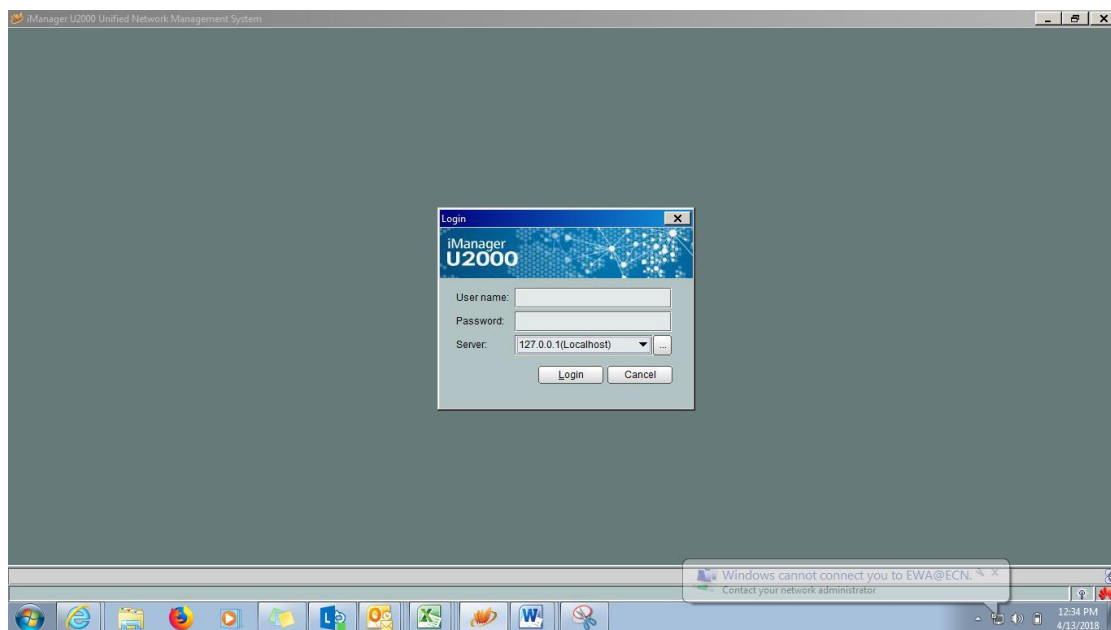 iManager U2000 Unified Network Management System
Login
iManager
U2000
User name:
Password:
Server:
127.0.0.1(Localhost)
...
Login
Cancel
Windows cannot connect you to EWA@ECN.
Contact your network administrator
12:34 PM
4/13/2018